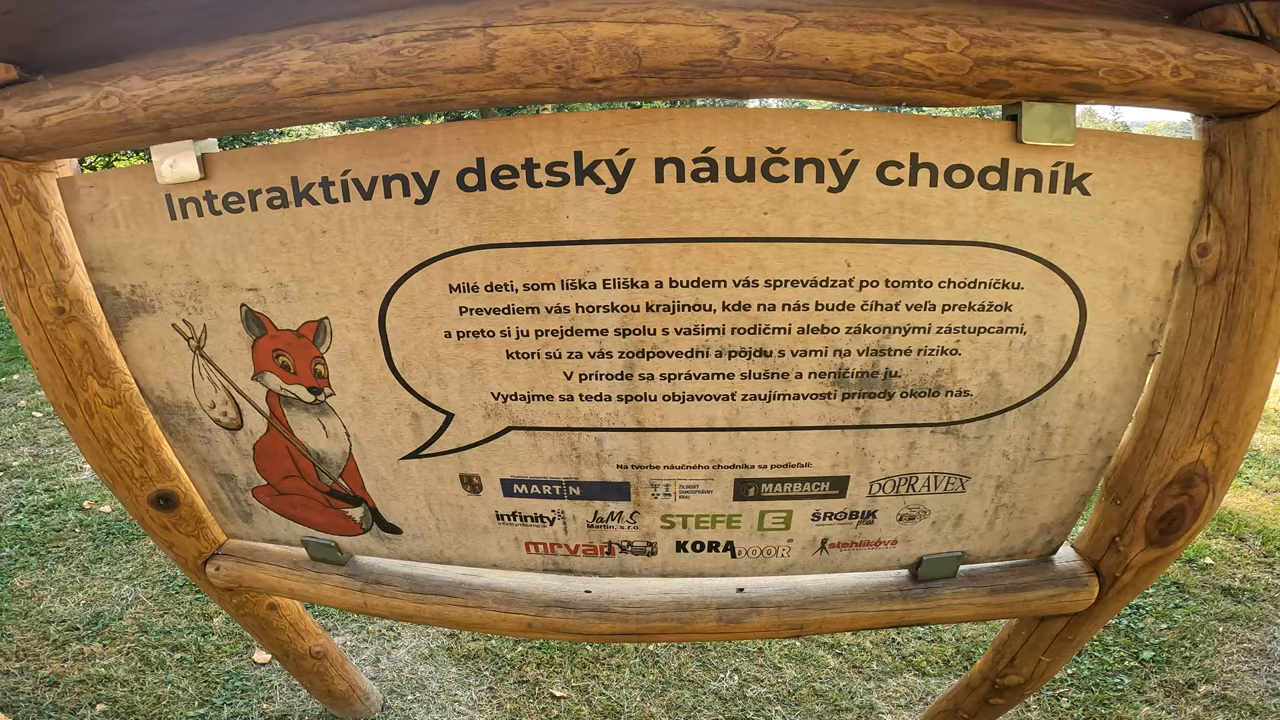 Interaktívny detský náučný chodník
Milé deti, som líška Eliška a budem vás sprevádzať po tomto chodníčku.
Prevediem vás horskou krajinou, kde na nás bude číhať veľa prekážok
a preto si ju prejdeme spolu s vašimi rodičmi alebo zákonnými zástupcami,
ktorí sú za vás zodpovední a pôjdu s vami na vlastné riziko.
V prírode sa správame slušne a neničíme ju.
Vydajme sa teda spolu objavovať zaujímavosti prírody okolo nás.
Na tvorbe náučného chodníka sa podieľali:
MARTIN ŽILINSKÝ SAMOSPRÁVNY KRAJ MARBACH DOPRAVEX
infinity JaMiS Martin, s.r.o. STEFE E ŠROBIK plus
mrváň KORADOOR stehlíkové